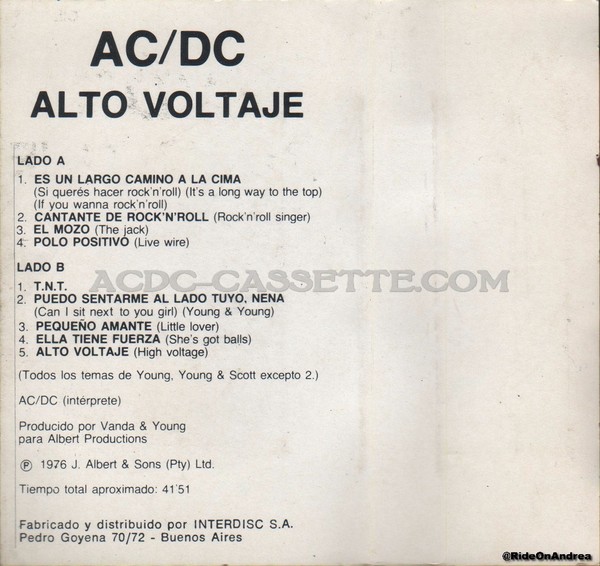 AC/DC
ALTO VOLTAJE
LADO A
1. ES UN LARGO CAMINO A LA CIMA
(Si querés hacer rock'n'roll) (It's a long way to the top)
(If you wanna rock'n'roll)
2. CANTANTE DE ROCK'N'ROLL (Rock'n'roll singer)
3. EL MOZO (The jack)
4. POLO POSITIVO (Live wire)
LADO B
ACDC-CASSETTE.COM
1. T.N.T.
2. PUEDO SENTARME AL LADO TUYO, NENA
(Can I sit next to you girl) (Young & Young)
3. PEQUEÑO AMANTE (Little lover)
4. ELLA TIENE FUERZA (She's got balls)
5. ALTO VOLTAJE (High voltage)
(Todos los temas de Young, Young & Scott excepto 2.)
AC/DC (intérprete)
Producido por Vanda & Young
para Albert Productions
Ⓟ 1976 J. Albert & Sons (Pty) Ltd.
Tiempo total aproximado: 41'51
Fabricado y distribuido por INTERDISC S.A.
Pedro Goyena 70/72 - Buenos Aires
@RideOnAndrea